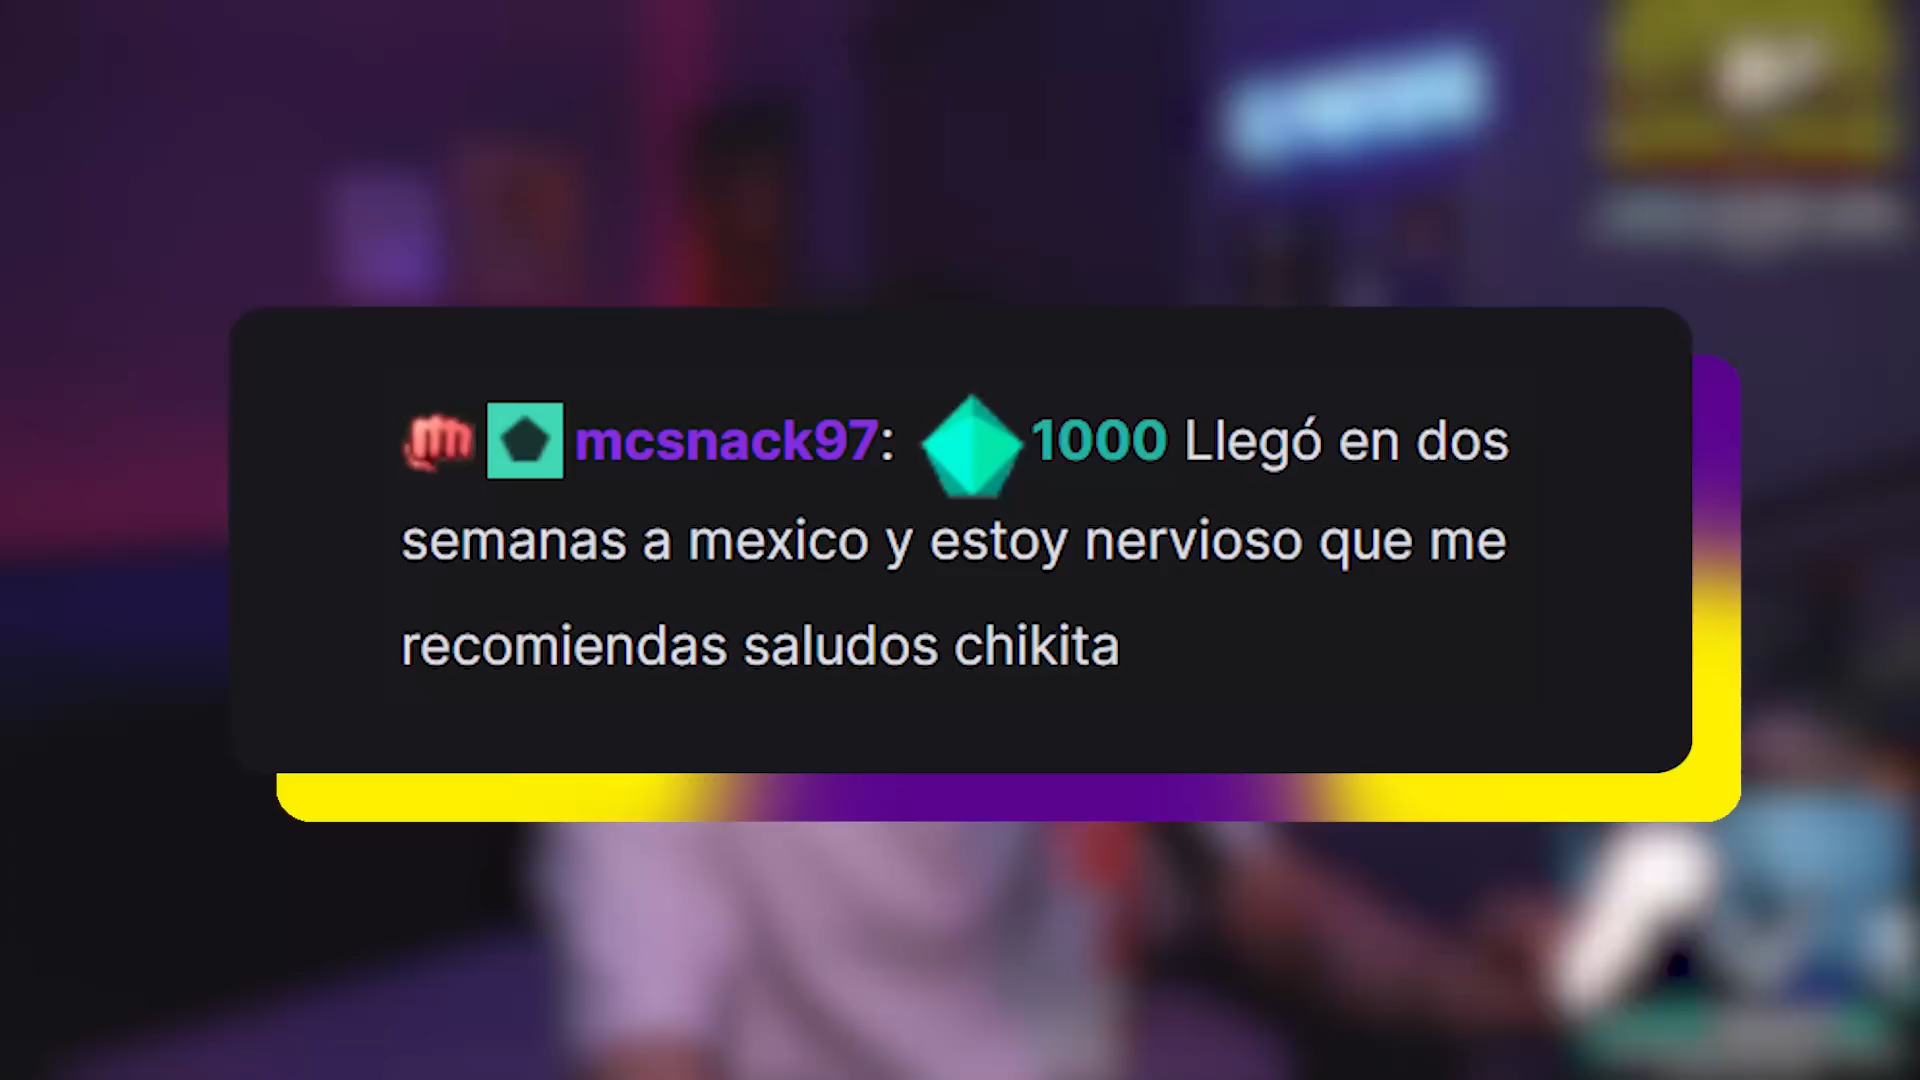 mcsnack97: 1000 Llegó en dos
semanas a mexico y estoy nervioso que me
recomiendas saludos chikita